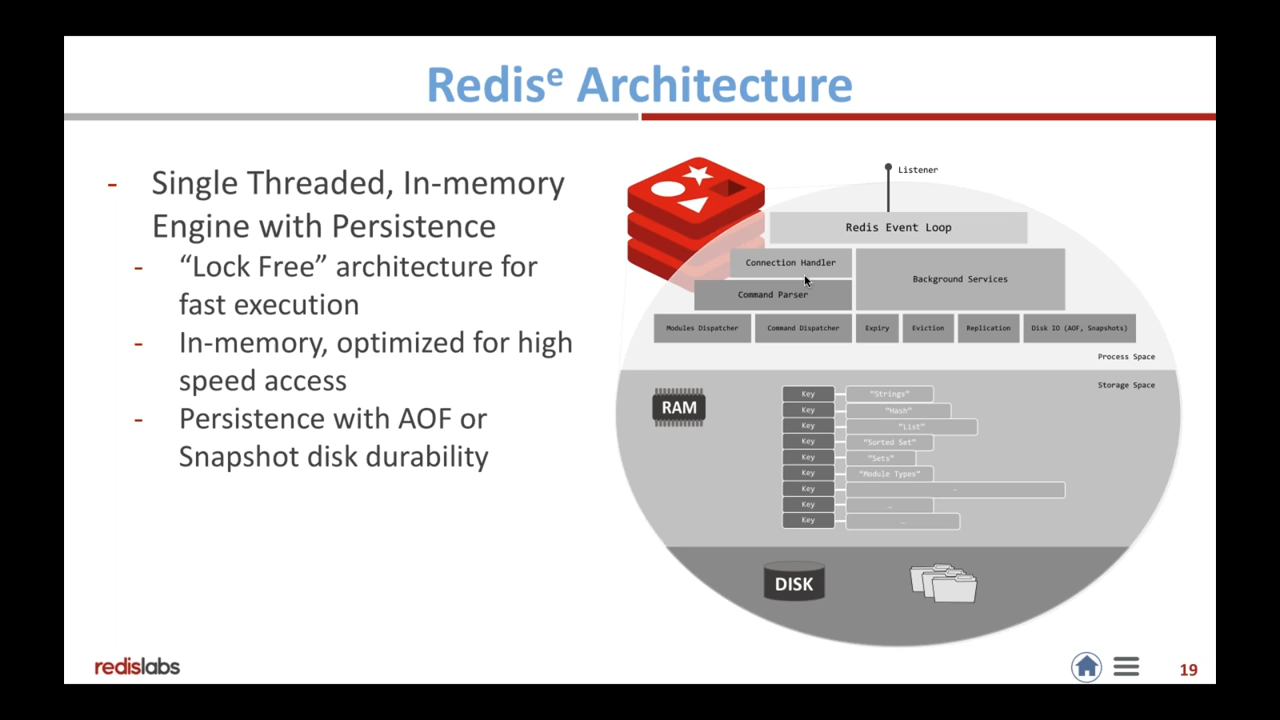 Redisᵉ Architecture
- Single Threaded, In-memory
Engine with Persistence
- “Lock Free” architecture for
fast execution
- In-memory, optimized for high
speed access
- Persistence with AOF or
Snapshot disk durability
Listener
Redis Event Loop
Connection Handler
Background Services
Command Parser
Modules Dispatcher
Command Dispatcher
Expiry
Eviction
Replication
Disk IO (AOF, Snapshots)
Process Space
Storage Space
RAM
Key "Strings"
Key "Hash"
Key "List"
Key "Sorted Set"
Key "Sets"
Key "Module Types"
Key …
Key …
Key …
DISK
redislabs
19